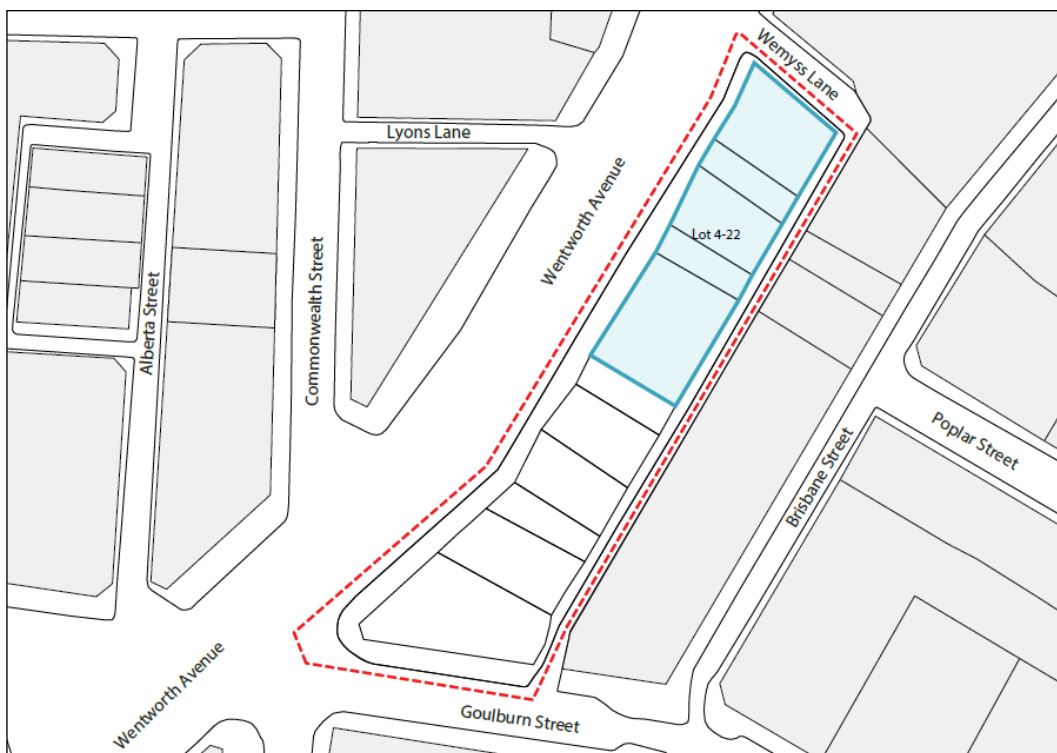 Wemyss Lane
Lyons Lane
Wentworth Avenue
Lot 4-22
Alberta Street
Commonwealth Street
Poplar Street
Brisbane Street
Wentworth Avenue
Goulburn Street